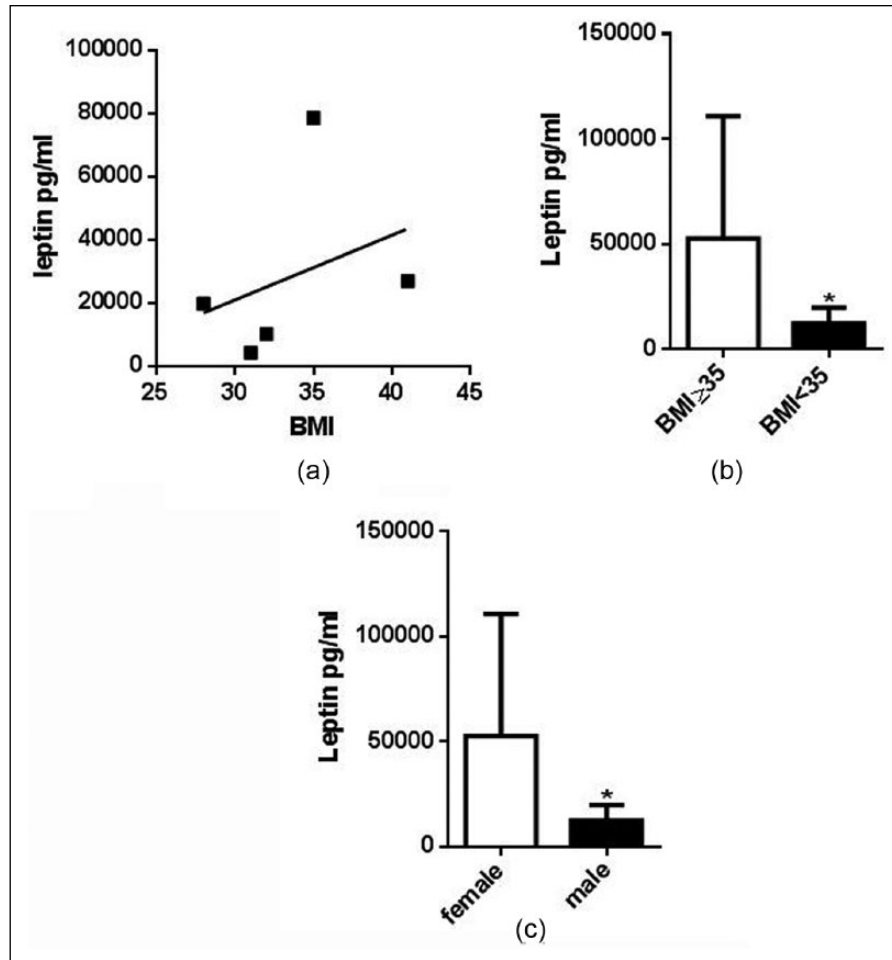 leptin pg/ml
100000
80000
60000
40000
20000
0
25
30
35
40
45
BMI
(a)
Leptin pg/ml
150000
100000
50000
0
*
BMI≥35
BMI<35
(b)
Leptin pg/ml
150000
100000
50000
0
*
female
male
(c)